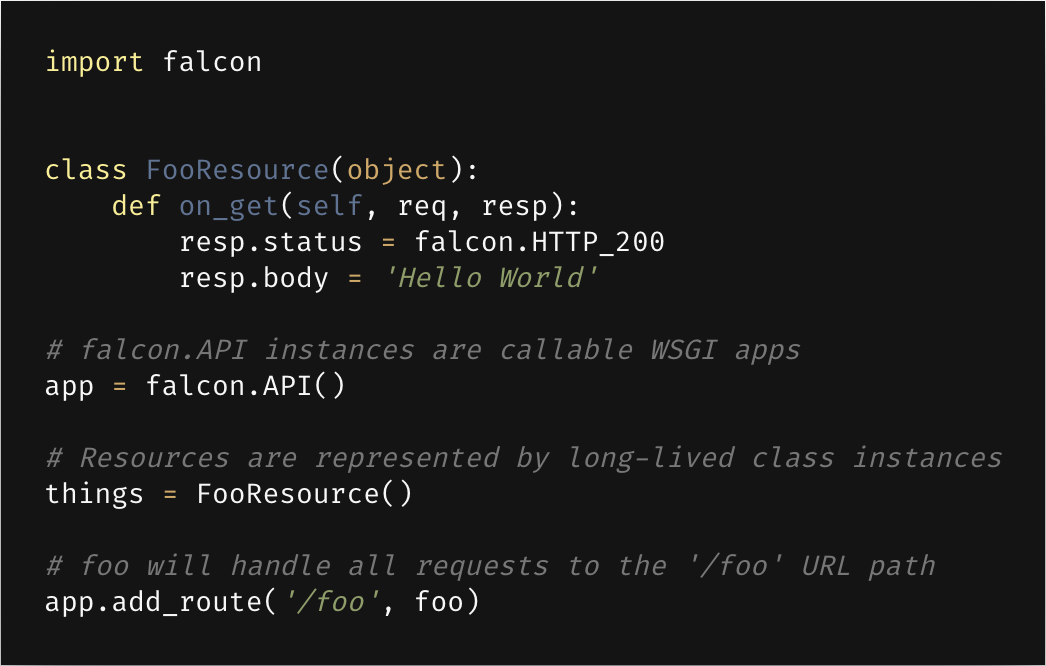 import falcon
class FooResource(object):
    def on_get(self, req, resp):
        resp.status = falcon.HTTP_200
        resp.body = 'Hello World'
# falcon.API instances are callable WSGI apps
app = falcon.API()
# Resources are represented by long-lived class instances
things = FooResource()
# foo will handle all requests to the '/foo' URL path
app.add_route('/foo', foo)